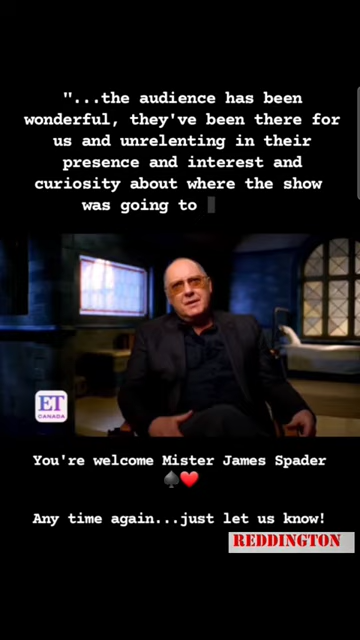 "...the audience has been
wonderful, they've been there for
us and unrelenting in their
presence and interest and
curiosity about where the show
was going to
ET
CANADA
You're welcome Mister James Spader
♠️❤️
Any time again...just let us know!
REDDINGTON